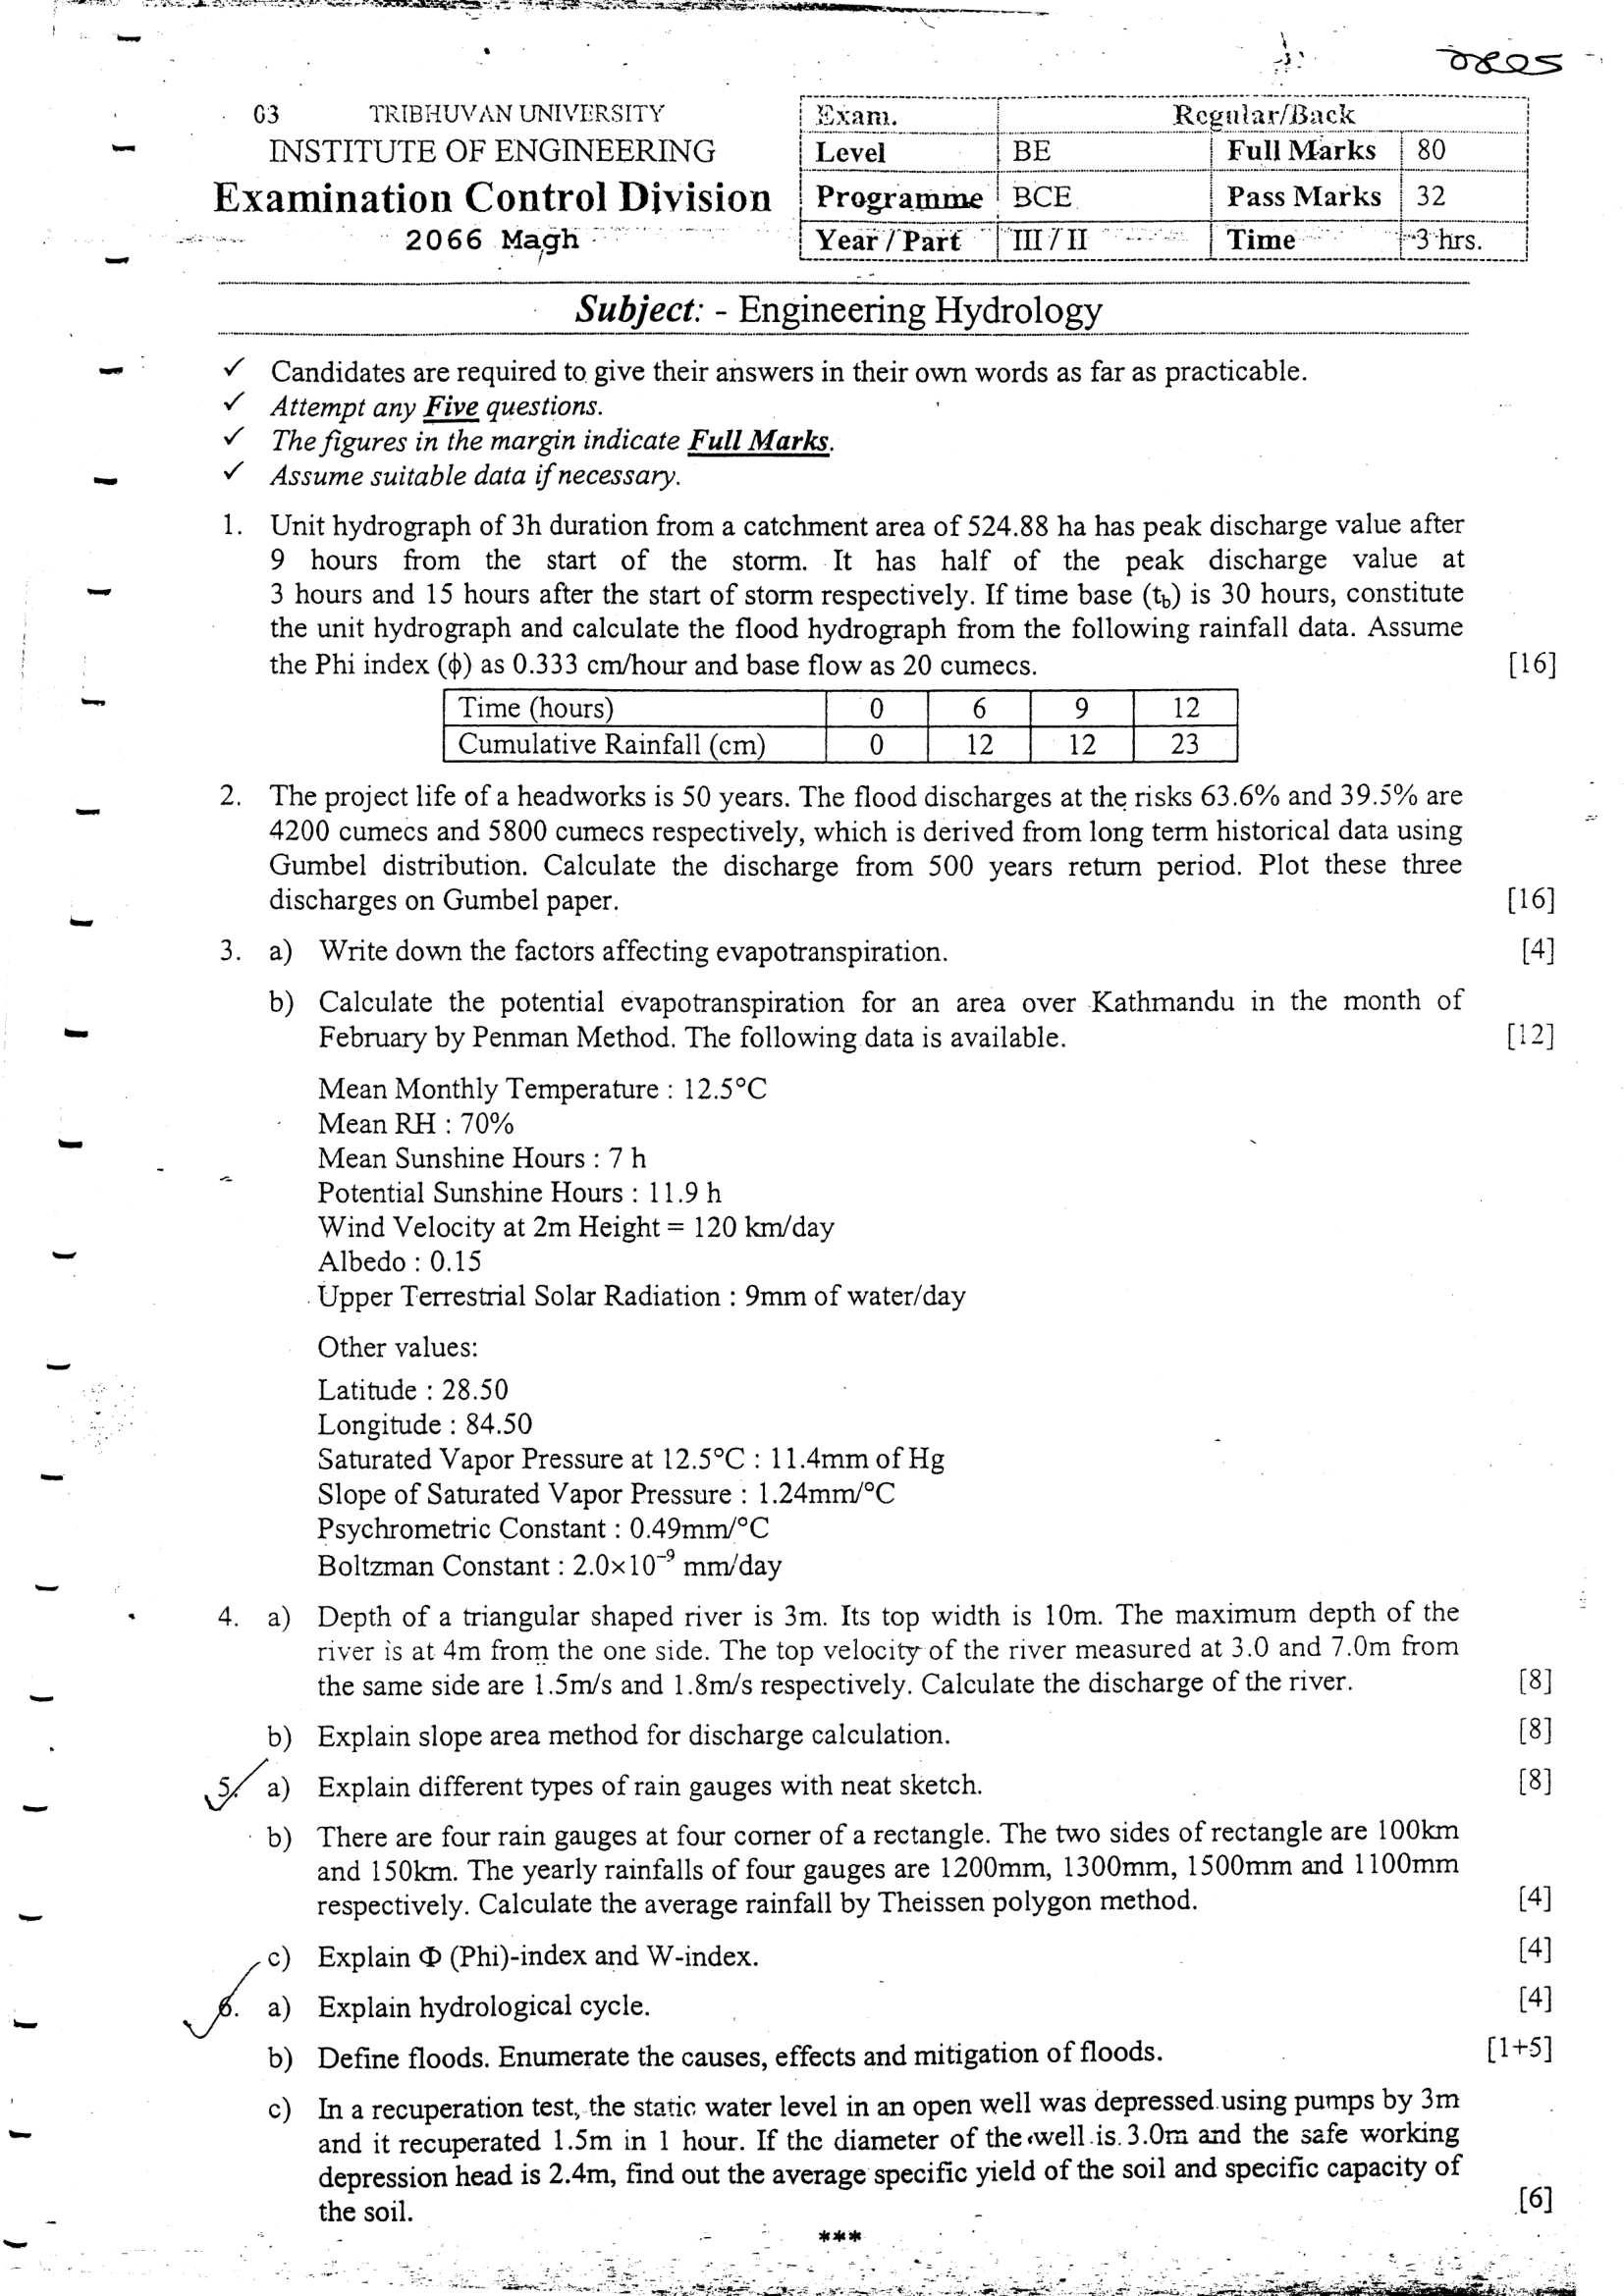 2805
03 TRIBHUVAN UNIVERSITY
INSTITUTE OF ENGINEERING
Examination Control Division
2066 Magh
Exam. Regular/Back
Level BE Full Marks 80
Programme BCE Pass Marks 32
Year / Part III / II Time 3 hrs.
Subject: - Engineering Hydrology
✓ Candidates are required to give their answers in their own words as far as practicable.
✓ Attempt any Five questions.
✓ The figures in the margin indicate Full Marks.
✓ Assume suitable data if necessary.
1. Unit hydrograph of 3h duration from a catchment area of 524.88 ha has peak discharge value after
9 hours from the start of the storm. It has half of the peak discharge value at
3 hours and 15 hours after the start of storm respectively. If time base (tb) is 30 hours, constitute
the unit hydrograph and calculate the flood hydrograph from the following rainfall data. Assume
the Phi index (ϕ) as 0.333 cm/hour and base flow as 20 cumecs. [16]
Time (hours) 0 6 9 12
Cumulative Rainfall (cm) 0 12 12 23
2. The project life of a headworks is 50 years. The flood discharges at the risks 63.6% and 39.5% are
4200 cumecs and 5800 cumecs respectively, which is derived from long term historical data using
Gumbel distribution. Calculate the discharge from 500 years return period. Plot these three
discharges on Gumbel paper. [16]
3. a) Write down the factors affecting evapotranspiration. [4]
b) Calculate the potential evapotranspiration for an area over Kathmandu in the month of
February by Penman Method. The following data is available. [12]
Mean Monthly Temperature : 12.5°C
Mean RH : 70%
Mean Sunshine Hours : 7 h
Potential Sunshine Hours : 11.9 h
Wind Velocity at 2m Height = 120 km/day
Albedo : 0.15
Upper Terrestrial Solar Radiation : 9mm of water/day
Other values:
Latitude : 28.50
Longitude : 84.50
Saturated Vapor Pressure at 12.5°C : 11.4mm of Hg
Slope of Saturated Vapor Pressure : 1.24mm/°C
Psychrometric Constant : 0.49mm/°C
Boltzman Constant : 2.0×10⁻⁹ mm/day
4. a) Depth of a triangular shaped river is 3m. Its top width is 10m. The maximum depth of the
river is at 4m from the one side. The top velocity of the river measured at 3.0 and 7.0m from
the same side are 1.5m/s and 1.8m/s respectively. Calculate the discharge of the river. [8]
b) Explain slope area method for discharge calculation. [8]
5. a) Explain different types of rain gauges with neat sketch. [8]
b) There are four rain gauges at four corner of a rectangle. The two sides of rectangle are 100km
and 150km. The yearly rainfalls of four gauges are 1200mm, 1300mm, 1500mm and 1100mm
respectively. Calculate the average rainfall by Theissen polygon method. [4]
c) Explain Φ (Phi)-index and W-index. [4]
6. a) Explain hydrological cycle. [4]
b) Define floods. Enumerate the causes, effects and mitigation of floods. [1+5]
c) In a recuperation test, the static water level in an open well was depressed using pumps by 3m
and it recuperated 1.5m in 1 hour. If the diameter of the well is 3.0m and the safe working
depression head is 2.4m, find out the average specific yield of the soil and specific capacity of
the soil. [6]
***